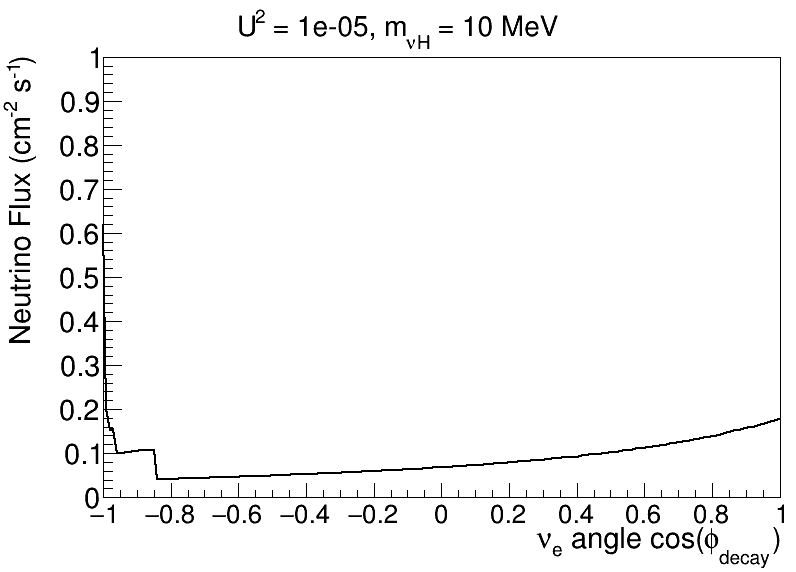 U² = 1e-05, m_νH = 10 MeV
Neutrino Flux (cm⁻² s⁻¹)
1
0.9
0.8
0.7
0.6
0.5
0.4
0.3
0.2
0.1
0
−1 −0.8 −0.6 −0.4 −0.2 0 0.2 0.4 0.6 0.8 1
ν_e angle cos(ϕ_decay)